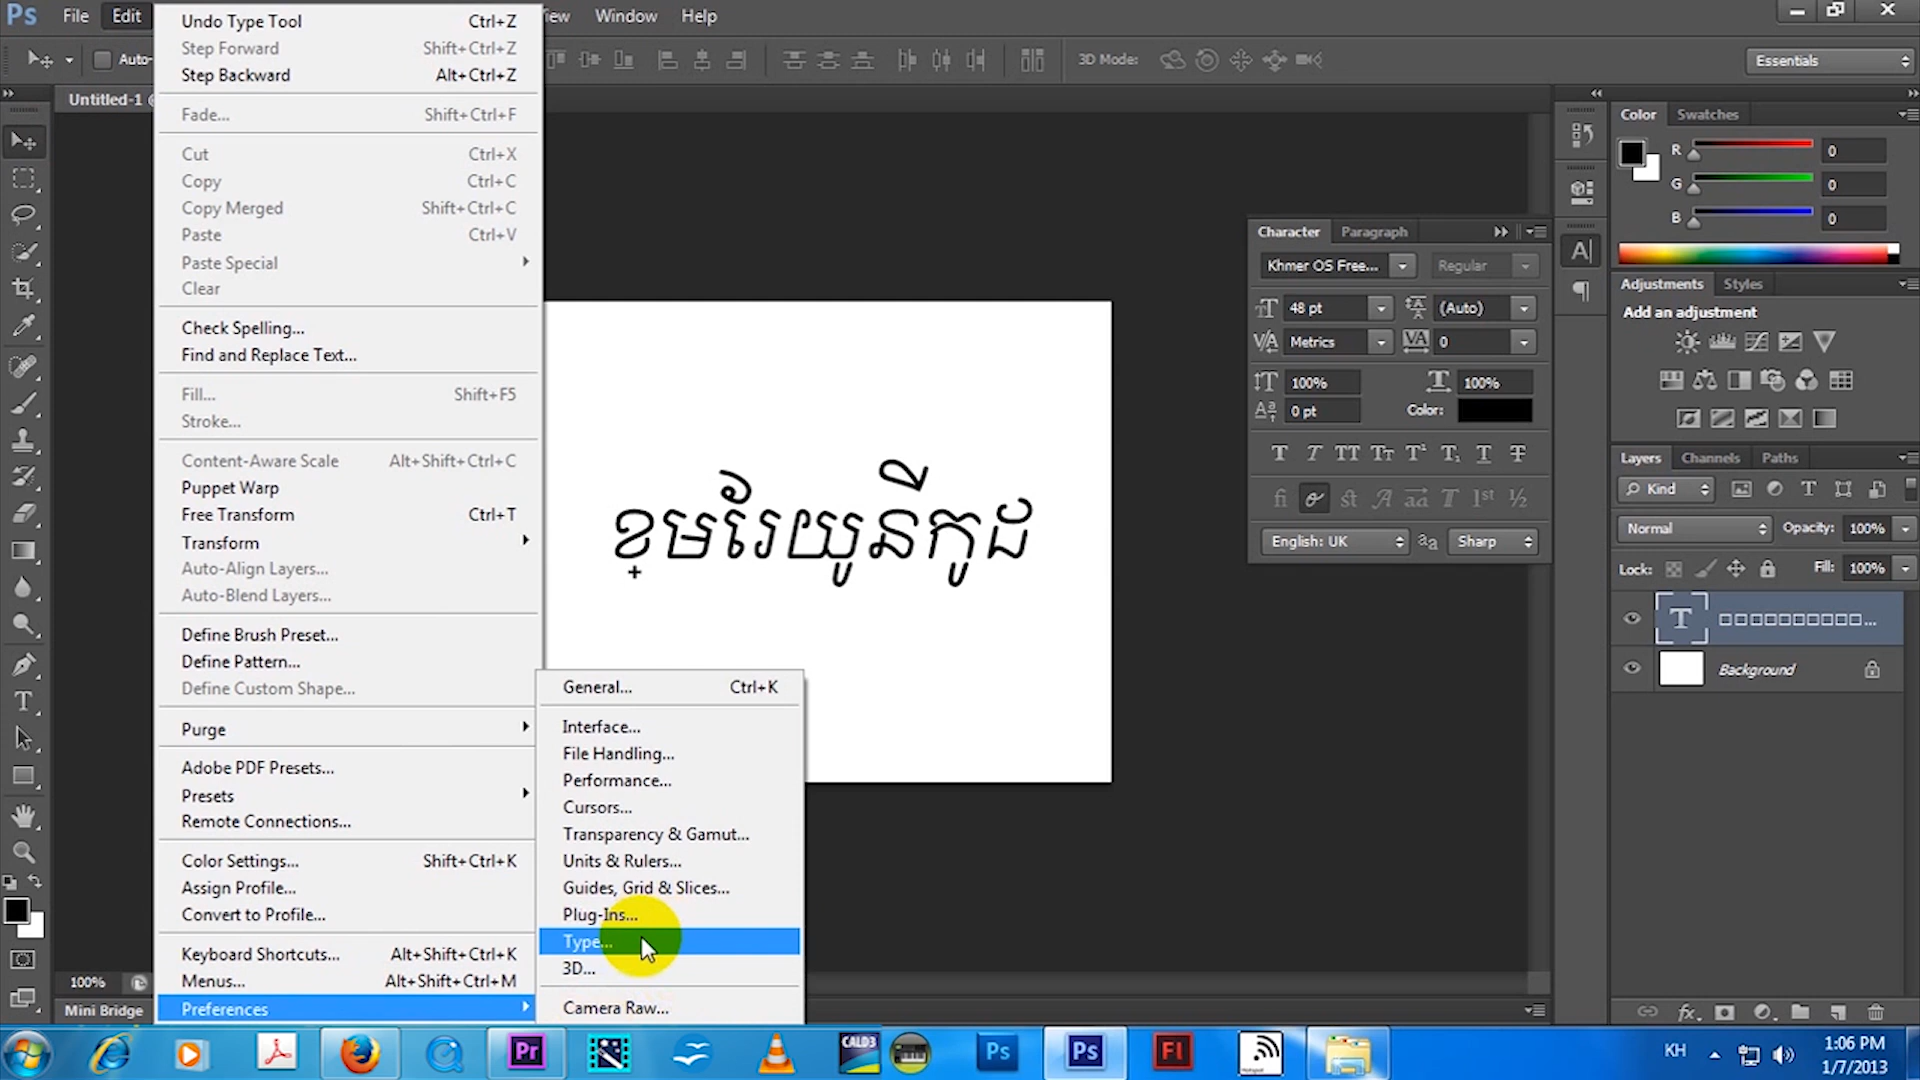 Ps File Edit View Window Help
Auto-
3D Mode:
Essentials
Untitled-1 @
Undo Type Tool Ctrl+Z
Step Forward Shift+Ctrl+Z
Step Backward Alt+Ctrl+Z
Fade... Shift+Ctrl+F
Cut Ctrl+X
Copy Ctrl+C
Copy Merged Shift+Ctrl+C
Paste Ctrl+V
Paste Special
Clear
Check Spelling...
Find and Replace Text...
Fill... Shift+F5
Stroke...
Content-Aware Scale Alt+Shift+Ctrl+C
Puppet Warp
Free Transform Ctrl+T
Transform
Auto-Align Layers...
Auto-Blend Layers...
Define Brush Preset...
Define Pattern...
Define Custom Shape...
Purge
Adobe PDF Presets...
Presets
Remote Connections...
Color Settings... Shift+Ctrl+K
Assign Profile...
Convert to Profile...
Keyboard Shortcuts... Alt+Shift+Ctrl+K
Menus... Alt+Shift+Ctrl+M
Preferences
General... Ctrl+K
Interface...
File Handling...
Performance...
Cursors...
Transparency & Gamut...
Units & Rulers...
Guides, Grid & Slices...
Plug-Ins...
Type...
3D...
Camera Raw...
ខ្មែរយូនីកូដ
Character Paragraph
Khmer OS Free... Regular
48 pt (Auto)
Metrics 0
100% 100%
0 pt Color:
English: UK Sharp
Color Swatches
R 0
G 0
B 0
Adjustments Styles
Add an adjustment
Layers Channels Paths
Kind
Normal Opacity: 100%
Lock: Fill: 100%
Background
100%
Mini Bridge
Pr CALD3 Ps Ps Fl
KH
1:06 PM
1/7/2013